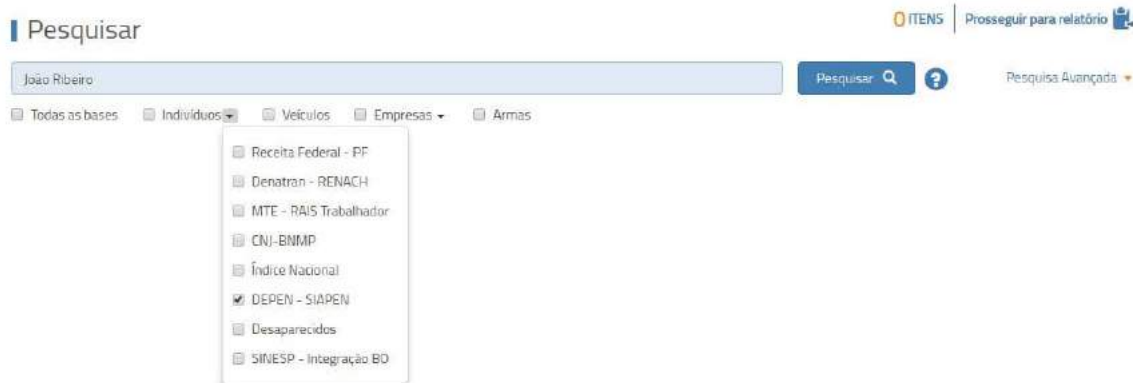 0 ITENS Prosseguir para relatório
Pesquisar
João Ribeiro Pesquisar ? Pesquisa Avançada
Todas as bases Indivíduos Veículos Empresas Armas
Receita Federal - PF
Denatran - RENACH
MTE - RAIS Trabalhador
CNJ-BNMP
Índice Nacional
DEPEN - SIAPEN
Desaparecidos
SINESP - Integração BO